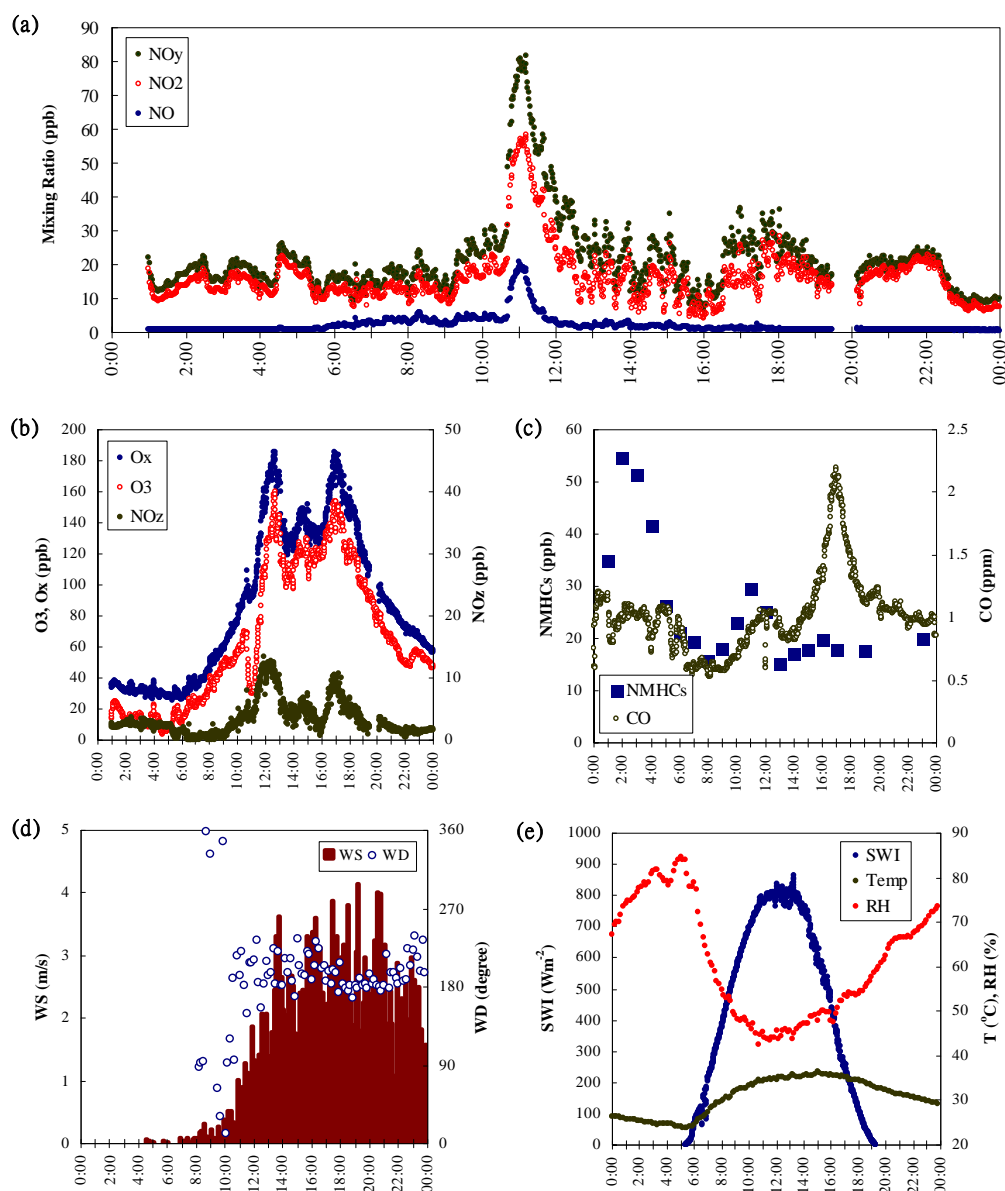 (a)
90
80
70
60
50
40
30
20
10
0
Mixing Ratio (ppb)
NOy
NO2
NO
0:00 2:00 4:00 6:00 8:00 10:00 12:00 14:00 16:00 18:00 20:00 22:00 00:00
(b)
200
180
160
140
120
100
80
60
40
20
0
O3, Ox (ppb)
Ox
O3
NOz
50
40
30
20
10
0
NOz (ppb)
0:00 2:00 4:00 6:00 8:00 10:00 12:00 14:00 16:00 18:00 20:00 22:00 00:00
(c)
60
50
40
30
20
10
0
NMHCs (ppb)
NMHCs
CO
2.5
2
1.5
1
0.5
0
CO (ppm)
0:00 2:00 4:00 6:00 8:00 10:00 12:00 14:00 16:00 18:00 20:00 22:00 00:00
(d)
5
4
3
2
1
0
WS (m/s)
WS WD
360
270
180
90
0
WD (degree)
0:00 2:00 4:00 6:00 8:00 10:00 12:00 14:00 16:00 18:00 20:00 22:00 00:00
(e)
1000
900
800
700
600
500
400
300
200
100
0
SWI (Wm-2)
SWI
Temp
RH
90
80
70
60
50
40
30
20
T (oC), RH (%)
0:00 2:00 4:00 6:00 8:00 10:00 12:00 14:00 16:00 18:00 20:00 22:00 00:00